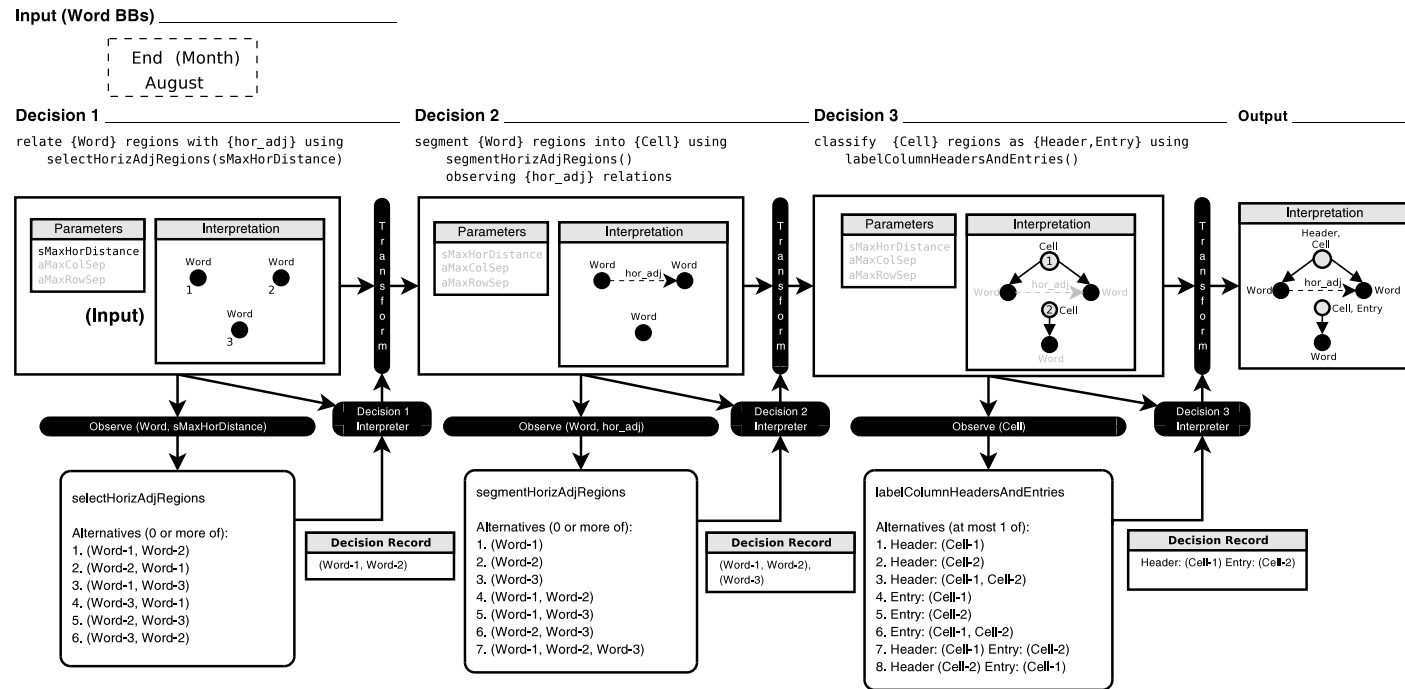 Input (Word BBs)
End (Month)
August
Decision 1
relate {Word} regions with {hor_adj} using
selectHorizAdjRegions(sMaxHorDistance)
Parameters
sMaxHorDistance
aMaxColSep
aMaxRowSep
(Input)
Interpretation
Word
1
Word
2
Word
3
Transform
Observe (Word, sMaxHorDistance)
Decision 1
Interpreter
selectHorizAdjRegions
Alternatives (0 or more of):
1. (Word-1, Word-2)
2. (Word-2, Word-1)
3. (Word-1, Word-3)
4. (Word-3, Word-1)
5. (Word-2, Word-3)
6. (Word-3, Word-2)
Decision Record
(Word-1, Word-2)
Decision 2
segment {Word} regions into {Cell} using
segmentHorizAdjRegions()
observing {hor_adj} relations
Parameters
sMaxHorDistance
aMaxColSep
aMaxRowSep
Interpretation
Word
hor_adj
Word
Word
Transform
Observe (Word, hor_adj)
Decision 2
Interpreter
segmentHorizAdjRegions
Alternatives (0 or more of):
1. (Word-1)
2. (Word-2)
3. (Word-3)
4. (Word-1, Word-2)
5. (Word-1, Word-3)
6. (Word-2, Word-3)
7. (Word-1, Word-2, Word-3)
Decision Record
(Word-1, Word-2),
(Word-3)
Decision 3
classify {Cell} regions as {Header,Entry} using
labelColumnHeadersAndEntries()
Parameters
sMaxHorDistance
aMaxColSep
aMaxRowSep
Interpretation
Cell
1
Word
hor_adj
Word
2
Cell
Word
Transform
Observe (Cell)
Decision 3
Interpreter
labelColumnHeadersAndEntries
Alternatives (at most 1 of):
1. Header: (Cell-1)
2. Header: (Cell-2)
3. Header: (Cell-1, Cell-2)
4. Entry: (Cell-1)
5. Entry: (Cell-2)
6. Entry: (Cell-1, Cell-2)
7. Header: (Cell-1) Entry: (Cell-2)
8. Header (Cell-2) Entry: (Cell-1)
Decision Record
Header: (Cell-1) Entry: (Cell-2)
Output
Interpretation
Header,
Cell
Word
hor_adj
Word
Cell, Entry
Word